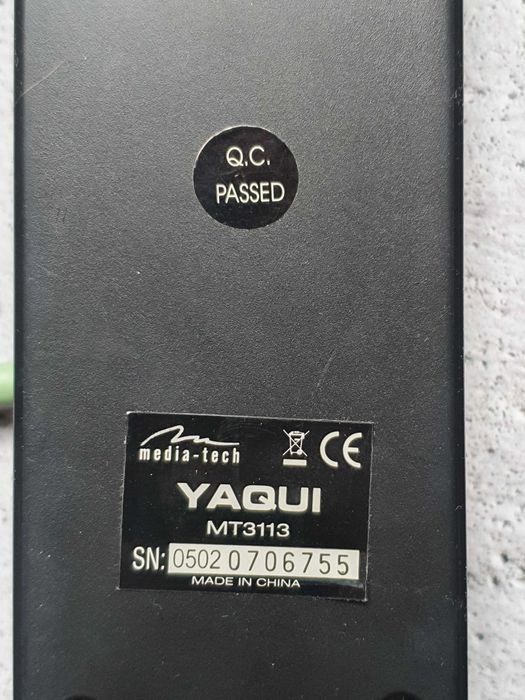 Q.C.
PASSED
media-tech
CE
YAQUI
MT3113
SN: 0502 0706755
MADE IN CHINA